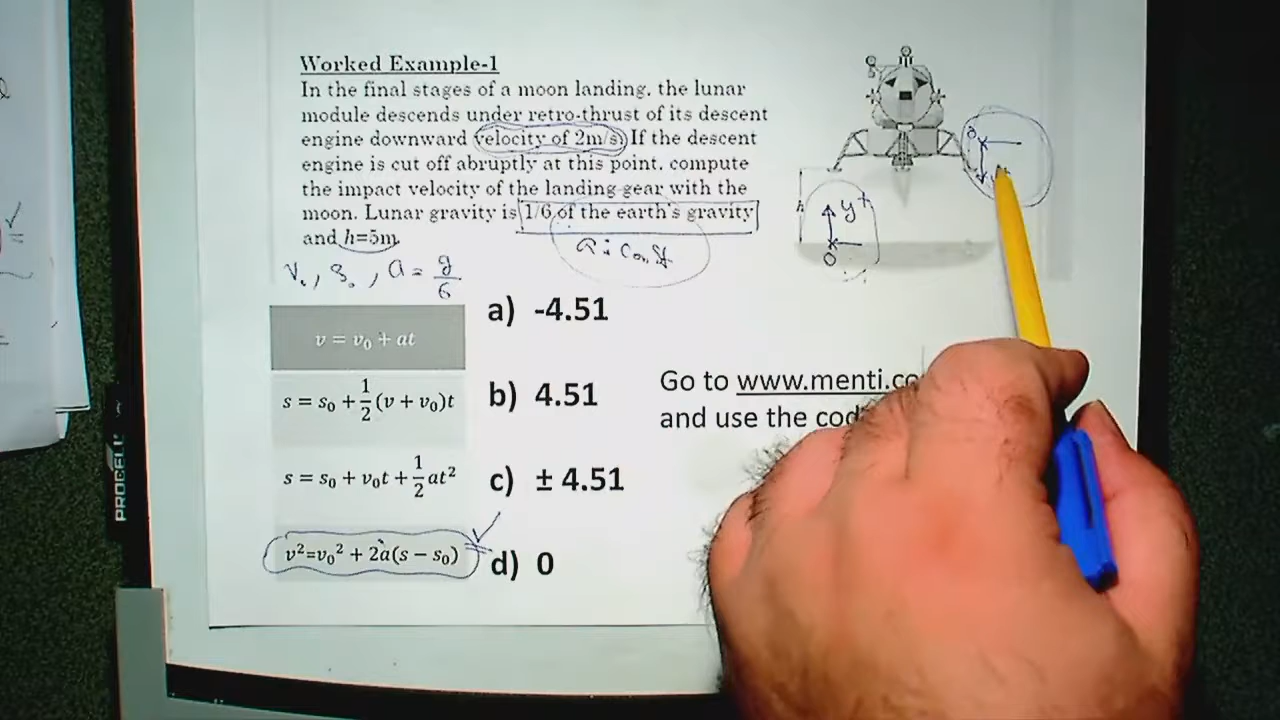 Worked Example-1
In the final stages of a moon landing, the lunar
module descends under retro-thrust of its descent
engine downward velocity of 2m/s. If the descent
engine is cut off abruptly at this point, compute
the impact velocity of the landing gear with the
moon. Lunar gravity is 1/6 of the earth's gravity
and h=5m.
a: const
v₀, s₀, a = g/6
h
y+
0
0
v = v₀ + at
s = s₀ + 1/2(v + v₀)t
s = s₀ + v₀t + 1/2at²
v²=v₀² + 2a(s − s₀)
a) -4.51
b) 4.51
c) ± 4.51
d) 0
Go to www.menti.co
and use the cod
PROCELL